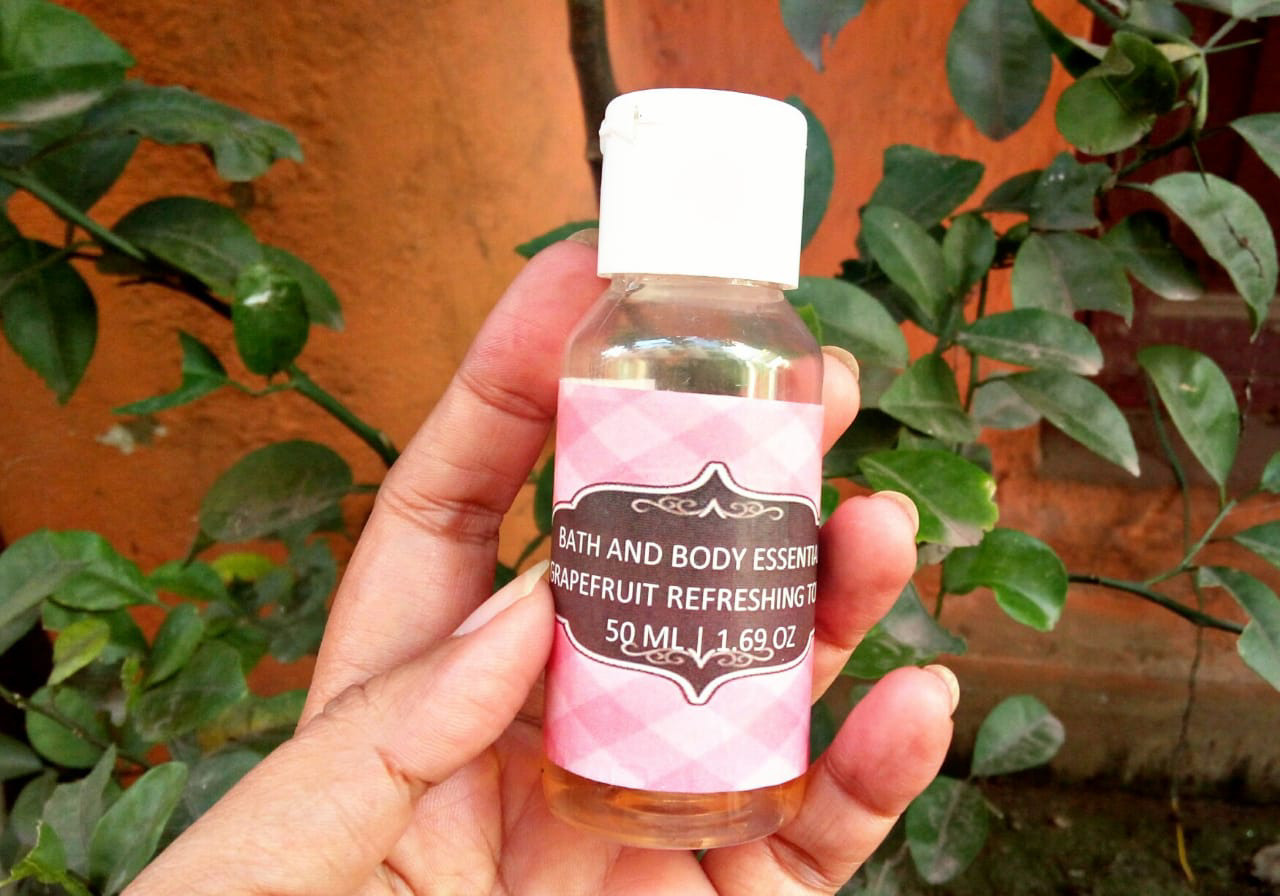 BATH AND BODY ESSENTIA
GRAPEFRUIT REFRESHING TO
50 ML | 1.69 OZ